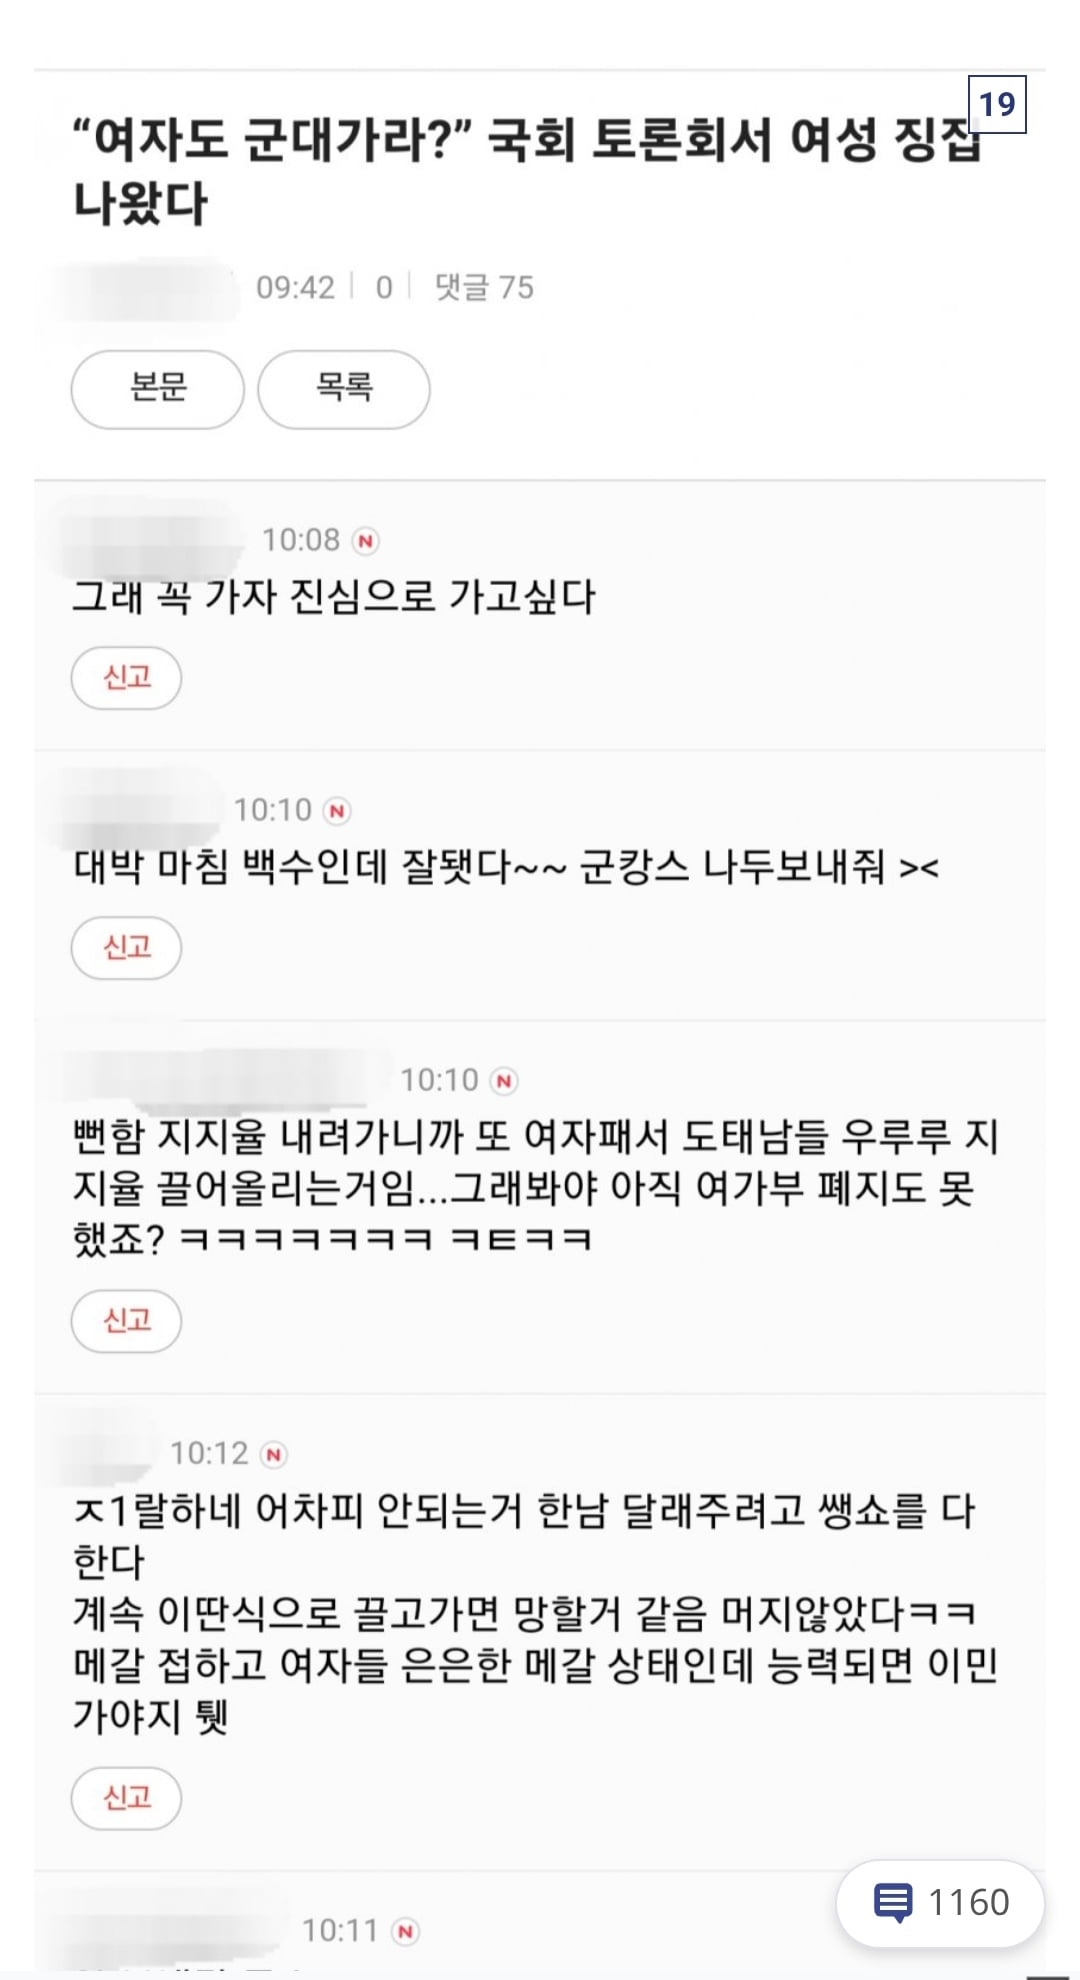 19
“여자도 군대가라?” 국회 토론회서 여성 징집
나왔다
09:42 0 댓글 75
본문 목록
10:08 N
그래 꼭 가자 진심으로 가고싶다
신고
10:10 N
대박 마침 백수인데 잘됐다~~ 군캉스 나두보내줘 ><
신고
10:10 N
뻔함 지지율 내려가니까 또 여자패서 도태남들 우루루 지
지율 끌어올리는거임...그래봐야 아직 여가부 폐지도 못
했죠? ㅋㅋㅋㅋㅋㅋㅋ ㅋㅌㅋㅋ
신고
10:12 N
ㅈ1랄하네 어차피 안되는거 한남 달래주려고 쌩쇼를 다
한다
계속 이딴식으로 끌고가면 망할거 같음 머지않았다ㅋㅋ
메갈 접하고 여자들 은은한 메갈 상태인데 능력되면 이민
가야지 퉷
신고
10:11 N
1160